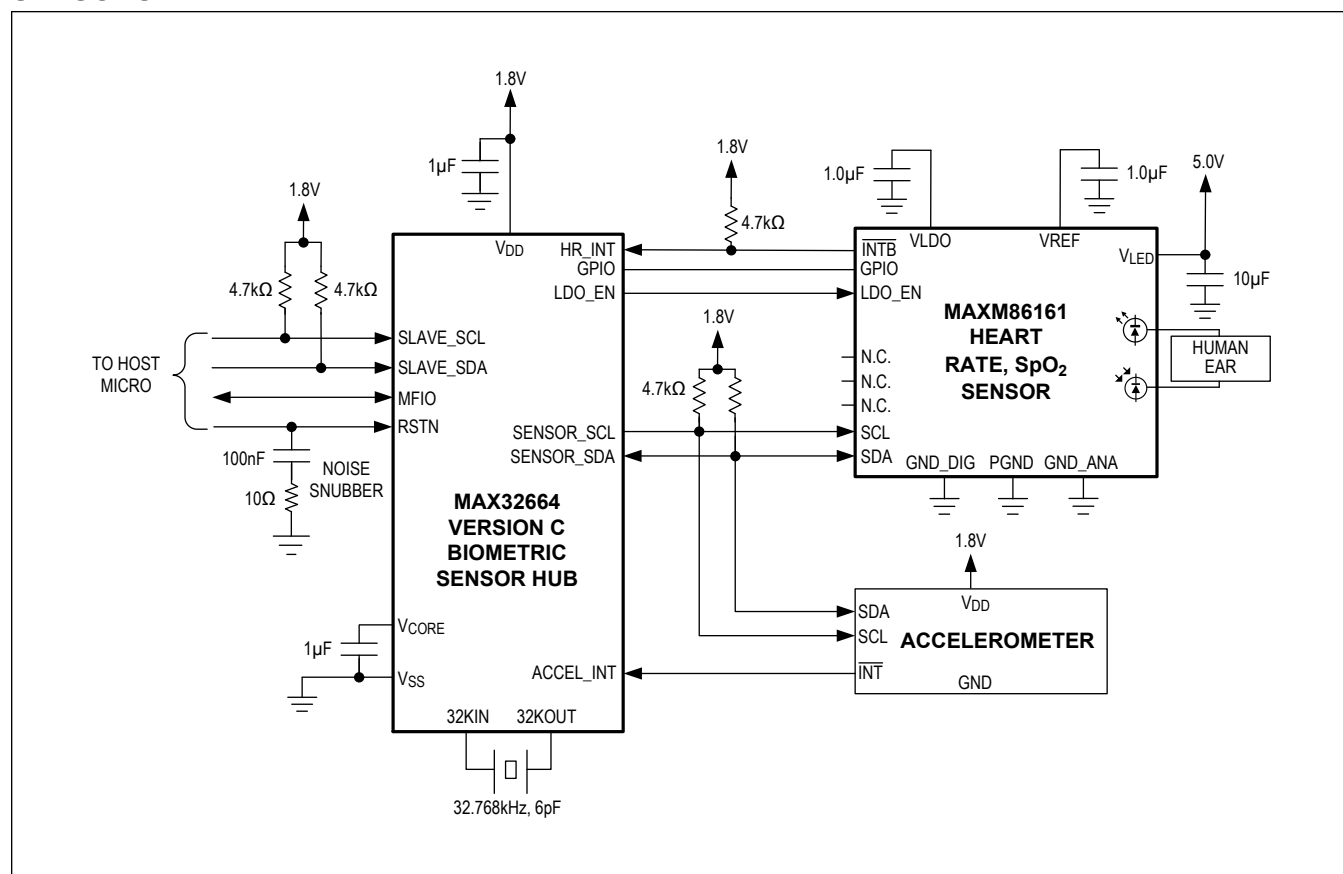 1.8V
1µF
1.8V
4.7kΩ
4.7kΩ
TO HOST
MICRO
VDD
SLAVE_SCL
SLAVE_SDA
MFIO
RSTN
100nF
10Ω
NOISE
SNUBBER
HR_INT
GPIO
LDO_EN
SENSOR_SCL
SENSOR_SDA
MAX32664
VERSION C
BIOMETRIC
SENSOR HUB
VCORE
1µF
VSS
ACCEL_INT
32KIN
32KOUT
32.768kHz, 6pF
1.8V
4.7kΩ
1.8V
4.7kΩ
1.0µF
1.0µF
5.0V
10µF
VLDO
VREF
INTB
GPIO
LDO_EN
VLED
MAXM86161
HEART
RATE, SpO2
SENSOR
N.C.
N.C.
N.C.
SCL
SDA
GND_DIG
PGND
GND_ANA
HUMAN
EAR
1.8V
VDD
SDA
SCL
INT
ACCELEROMETER
GND